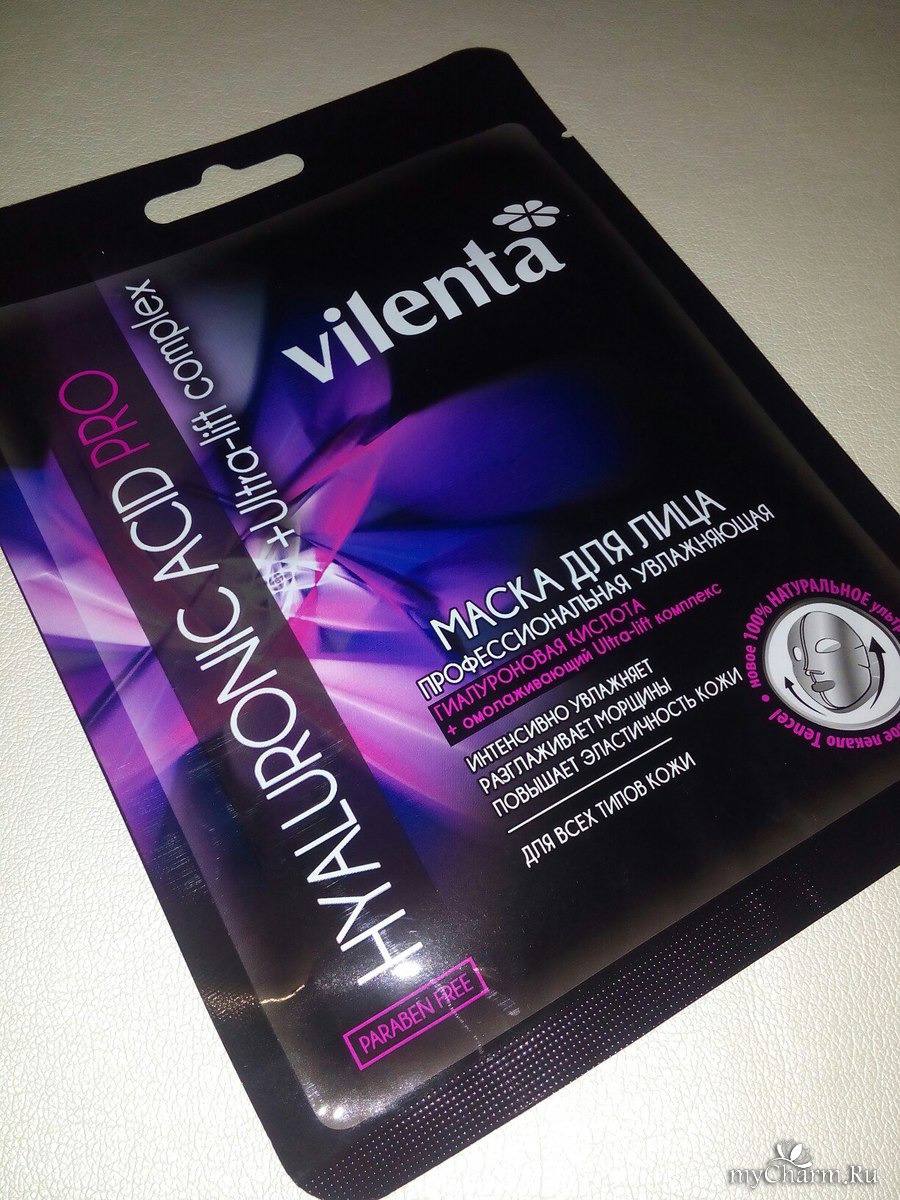 vilenta
HYALURONIC ACID PRO
+Ultra-lift complex
МАСКА ДЛЯ ЛИЦА
ПРОФЕССИОНАЛЬНАЯ УВЛАЖНЯЮЩАЯ
ГИАЛУРОНОВАЯ КИСЛОТА
+ омолаживающий Ultra-lift комплекс
ИНТЕНСИВНО УВЛАЖНЯЕТ
РАЗГЛАЖИВАЕТ МОРЩИНЫ
ПОВЫШАЕТ ЭЛАСТИЧНОСТЬ КОЖИ
ДЛЯ ВСЕХ ТИПОВ КОЖИ
• новое 100% НАТУРАЛЬНОЕ
лекало Tencel
PARABEN FREE
myCharm.Ru